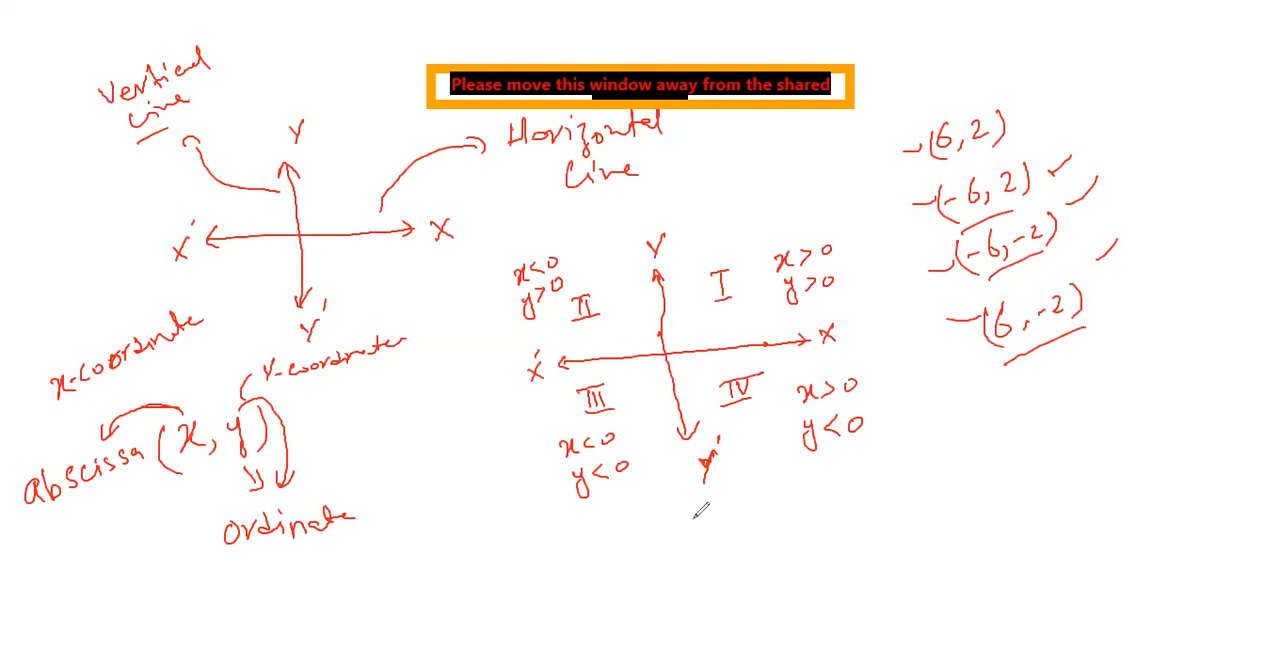 Please move this window away from the shared
Vertical
Line
Y
Horizontal
Line
X'
X
Y'
x-coordinate
Y-coordinate
Abscissa (x, y)
Ordinate
Y
x<0
y>0
II
I
x>0
y>0
X'
X
III
IV
x<0
y<0
x>0
y<0
Y'
-(6, 2)
-(-6, 2)
-(-6, -2)
-(6, -2)